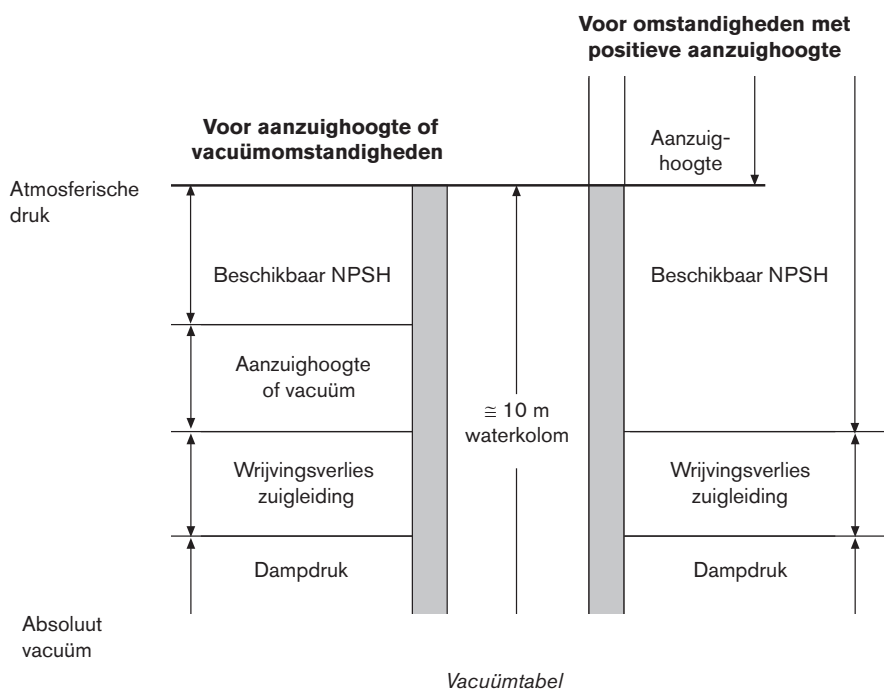 Voor omstandigheden met
positieve aanzuighoogte
Voor aanzuighoogte of
vacuümomstandigheden
Aanzuig-
hoogte
Atmosferische
druk
Beschikbaar NPSH
Beschikbaar NPSH
Aanzuighoogte
of vacuüm
≅ 10 m
waterkolom
Wrijvingsverlies
zuigleiding
Wrijvingsverlies
zuigleiding
Dampdruk
Dampdruk
Absoluut
vacuüm
Vacuümtabel